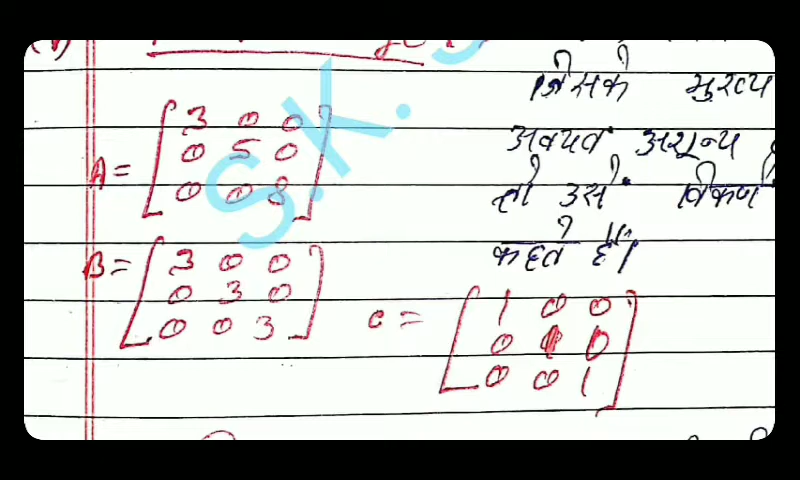 जिसके मुख्य
अवयव अशून्य
तो उसे विकर्ण
कहते हैं।
A = [3 0 0
0 5 0
0 0 8]
B = [3 0 0
0 3 0
0 0 3]
C = [1 0 0
0 1 0
0 0 1]
S.K.